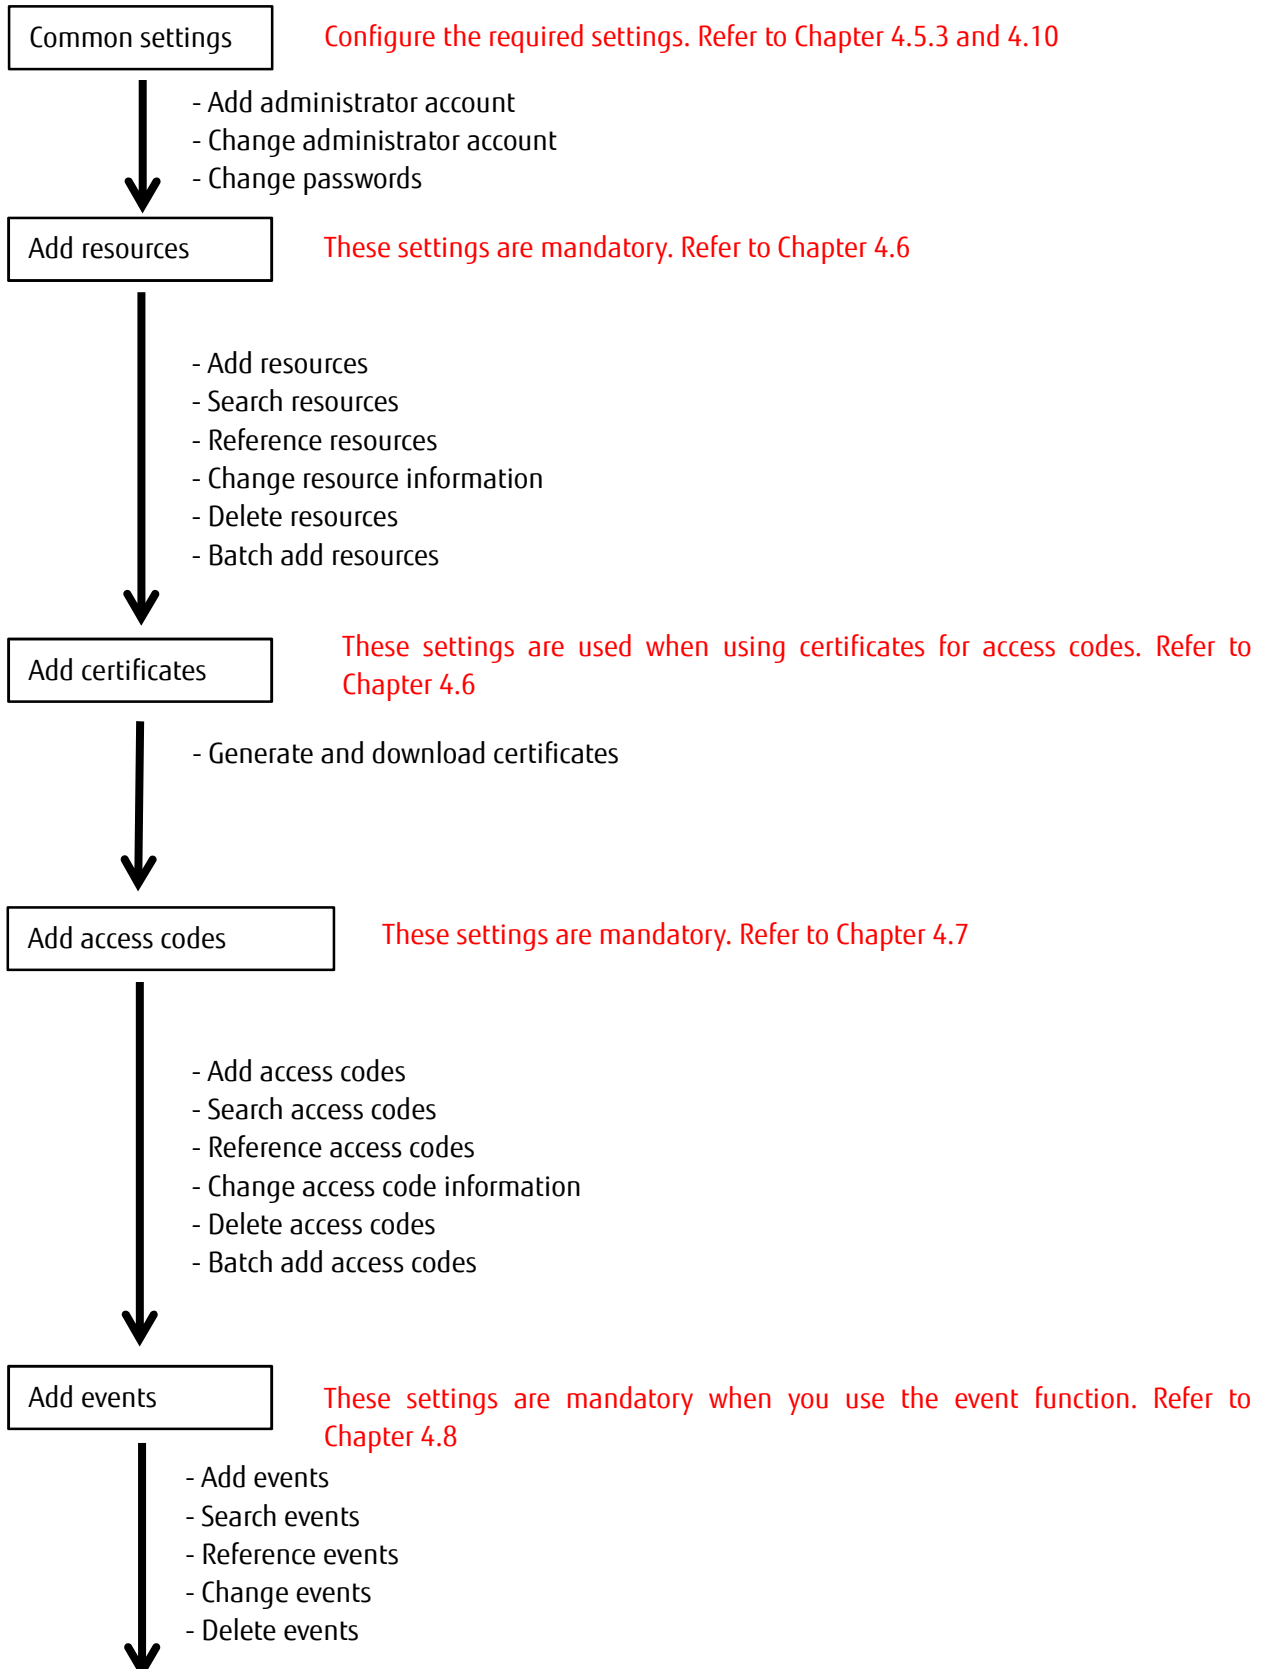 Common settings
Configure the required settings. Refer to Chapter 4.5.3 and 4.10
- Add administrator account
- Change administrator account
- Change passwords
Add resources
These settings are mandatory. Refer to Chapter 4.6
- Add resources
- Search resources
- Reference resources
- Change resource information
- Delete resources
- Batch add resources
Add certificates
These settings are used when using certificates for access codes. Refer to
Chapter 4.6
- Generate and download certificates
Add access codes
These settings are mandatory. Refer to Chapter 4.7
- Add access codes
- Search access codes
- Reference access codes
- Change access code information
- Delete access codes
- Batch add access codes
Add events
These settings are mandatory when you use the event function. Refer to
Chapter 4.8
- Add events
- Search events
- Reference events
- Change events
- Delete events